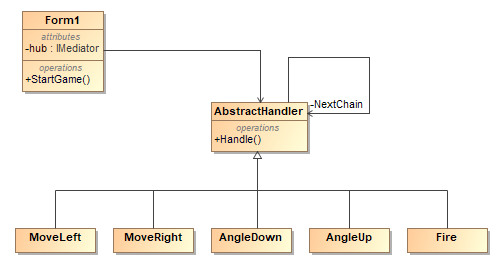 Form1
attributes
-hub : IMediator
operations
+StartGame()
-NextChain
AbstractHandler
operations
+Handle()
MoveLeft
MoveRight
AngleDown
AngleUp
Fire